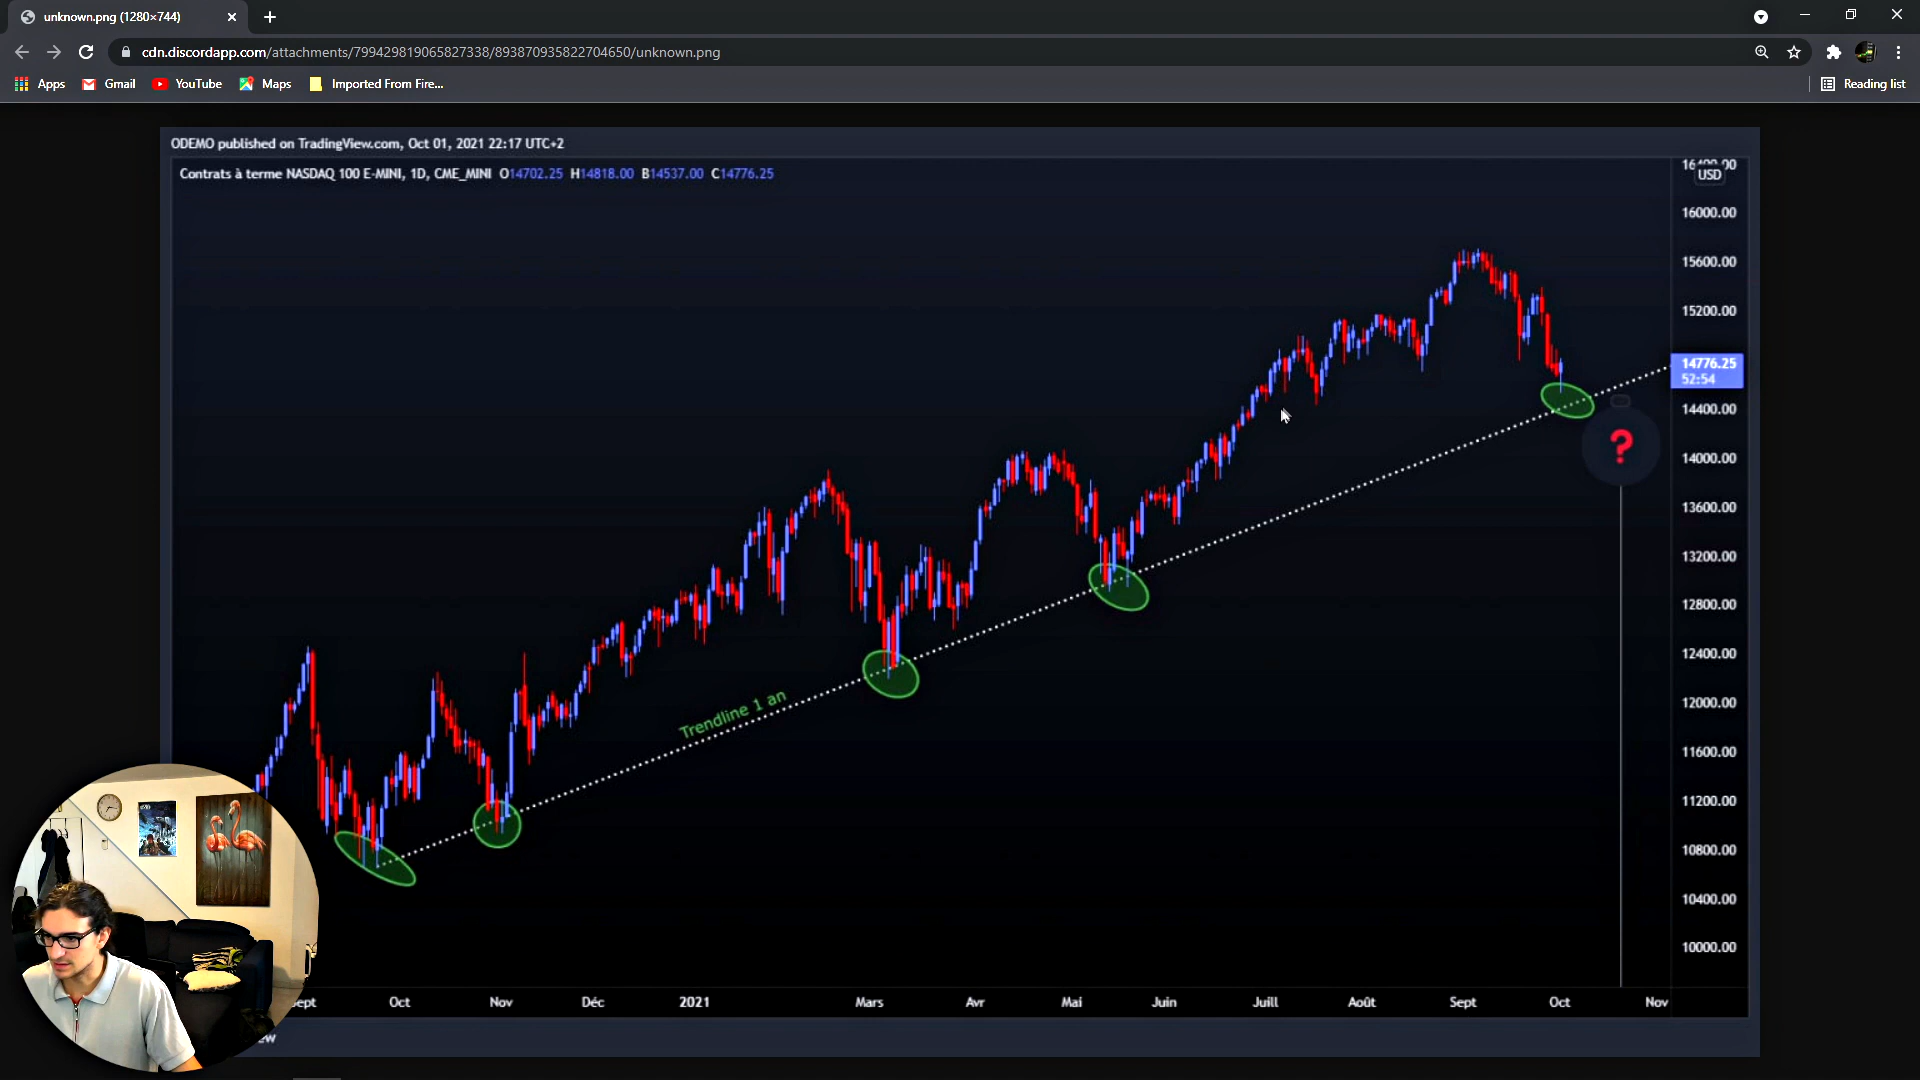 unknown.png (1280×744)
cdn.discordapp.com/attachments/799429819065827338/893870935822704650/unknown.png
Apps
Gmail
YouTube
Maps
Imported From Fire...
Reading list
ODEMO published on TradingView.com, Oct 01, 2021 22:17 UTC+2
Contrats à terme NASDAQ 100 E-MINI, 1D, CME_MINI O14702.25 H14818.00 B14537.00 C14776.25
USD
16000.00
15600.00
15200.00
14776.25
52:54
14400.00
?
14000.00
13600.00
13200.00
12800.00
12400.00
12000.00
11600.00
11200.00
10800.00
10400.00
10000.00
Trendline 1 an
Oct
Nov
Déc
2021
Mars
Avr
Mai
Juin
Juill
Août
Sept
Oct
Nov